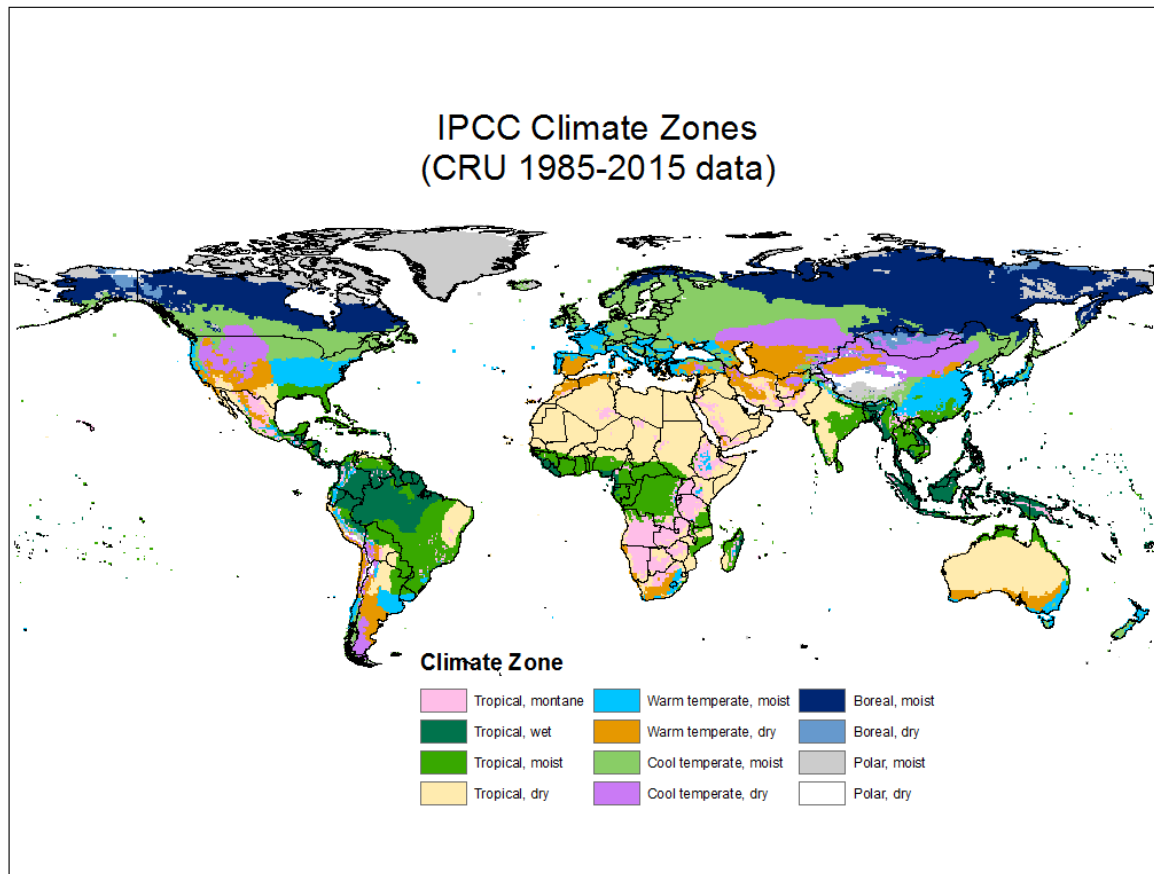 IPCC Climate Zones
(CRU 1985-2015 data)
Climate Zone
Tropical, montane
Tropical, wet
Tropical, moist
Tropical, dry
Warm temperate, moist
Warm temperate, dry
Cool temperate, moist
Cool temperate, dry
Boreal, moist
Boreal, dry
Polar, moist
Polar, dry